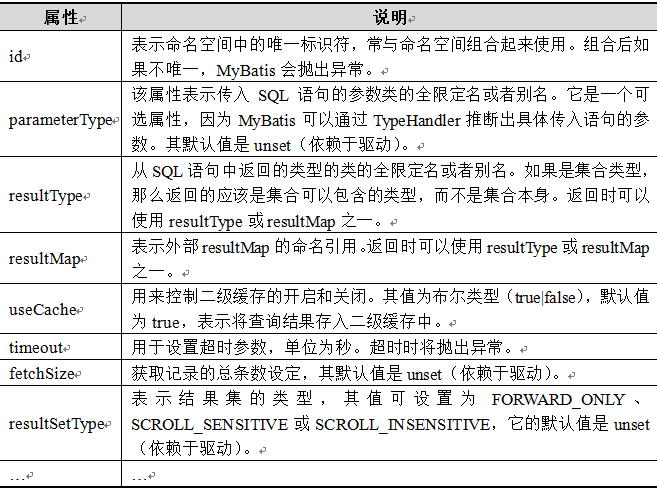 属性 说明
id
表示命名空间中的唯一标识符，常与命名空间组合起来使用。组合后如
果不唯一，MyBatis 会抛出异常。
parameterType
该属性表示传入 SQL 语句的参数类的全限定名或者别名。它是一个可
选属性，因为 MyBatis 可以通过 TypeHandler 推断出具体传入语句的参
数。其默认值是 unset（依赖于驱动）。
resultType
从 SQL 语句中返回的类型的类的全限定名或者别名。如果是集合类型，
那么返回的应该是集合可以包含的类型，而不是集合本身。返回时可以
使用 resultType 或 resultMap 之一。
resultMap
表示外部 resultMap 的命名引用。返回时可以使用 resultType 或 resultMap
之一。
useCache
用来控制二级缓存的开启和关闭。其值为布尔类型（true|false），默认值
为 true，表示将查询结果存入二级缓存中。
timeout 用于设置超时参数，单位为秒。超时时将抛出异常。
fetchSize 获取记录的总条数设定，其默认值是 unset（依赖于驱动）。
resultSetType
表示结果集的类型，其值可设置为 FORWARD_ONLY、
SCROLL_SENSITIVE 或 SCROLL_INSENSITIVE，它的默认值是 unset
（依赖于驱动）。
… …